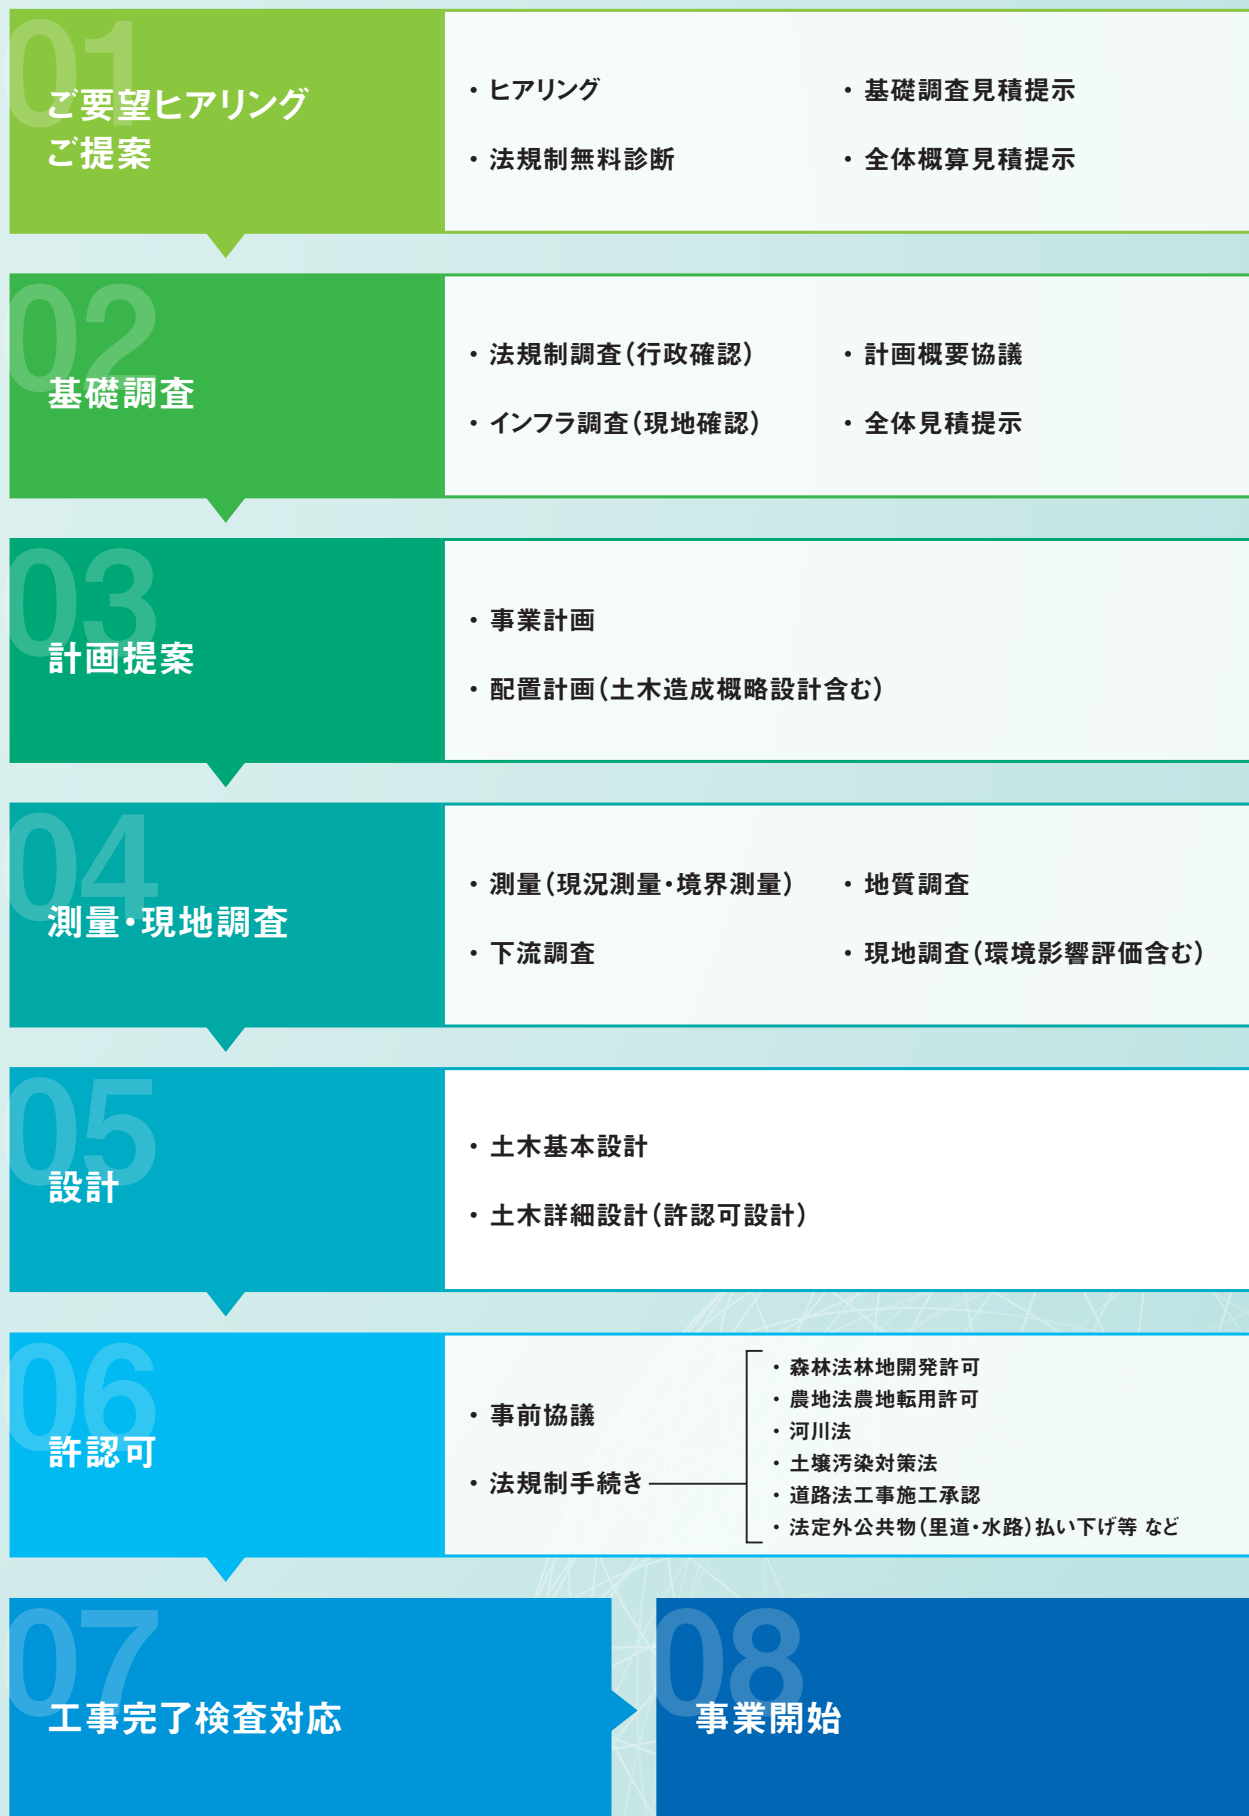 01
ご要望ヒアリング
ご提案
・ヒアリング
・法規制無料診断
・基礎調査見積提示
・全体概算見積提示
02
基礎調査
・法規制調査（行政確認）
・インフラ調査（現地確認）
・計画概要協議
・全体見積提示
03
計画提案
・事業計画
・配置計画（土木造成概略設計含む）
04
測量・現地調査
・測量（現況測量・境界測量）
・下流調査
・地質調査
・現地調査（環境影響評価含む）
05
設計
・土木基本設計
・土木詳細設計（許認可設計）
06
許認可
・事前協議
・法規制手続き
・森林法林地開発許可
・農地法農地転用許可
・河川法
・土壌汚染対策法
・道路法工事施工承認
・法定外公共物（里道・水路）払い下げ等 など
07
工事完了検査対応
08
事業開始